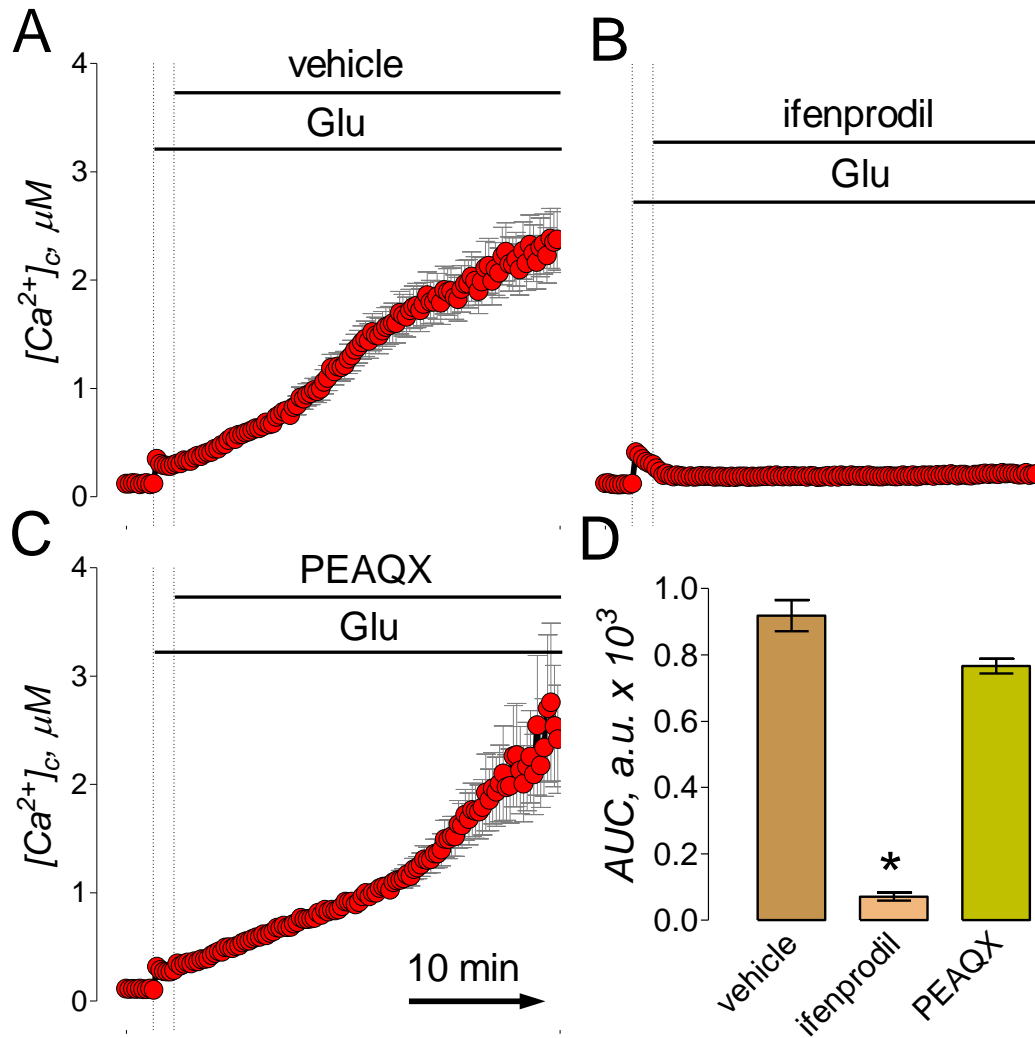 A
4
3
2
1
0
[Ca²⁺]c, μM
vehicle
Glu
B
ifenprodil
Glu
C
4
3
2
1
0
[Ca²⁺]c, μM
PEAQX
Glu
10 min
D
1.0
0.8
0.6
0.4
0.2
0.0
AUC, a.u. x 10³
*
vehicle
ifenprodil
PEAQX